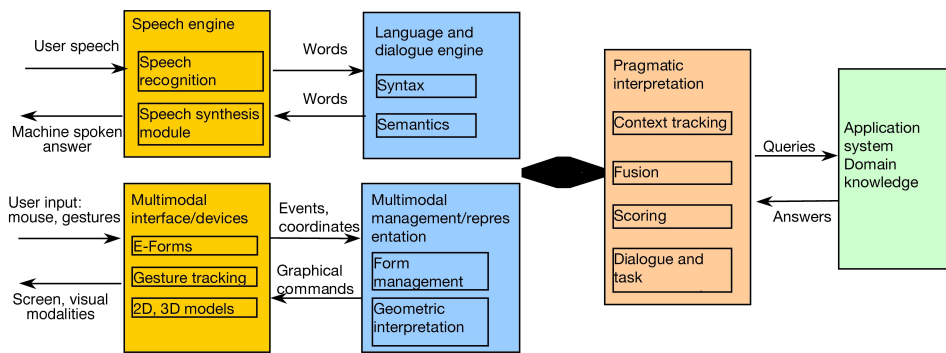 User speech
Machine spoken
answer
Speech engine
Speech
recognition
Speech synthesis
module
Words
Words
Language and
dialogue engine
Syntax
Semantics
User input:
mouse, gestures
Screen, visual
modalities
Multimodal
interface/devices
E-Forms
Gesture tracking
2D, 3D models
Events,
coordinates
Graphical
commands
Multimodal
management/repres
entation
Form
management
Geometric
interpretation
Pragmatic
interpretation
Context tracking
Fusion
Scoring
Dialogue and
task
Queries
Answers
Application
system
Domain
knowledge